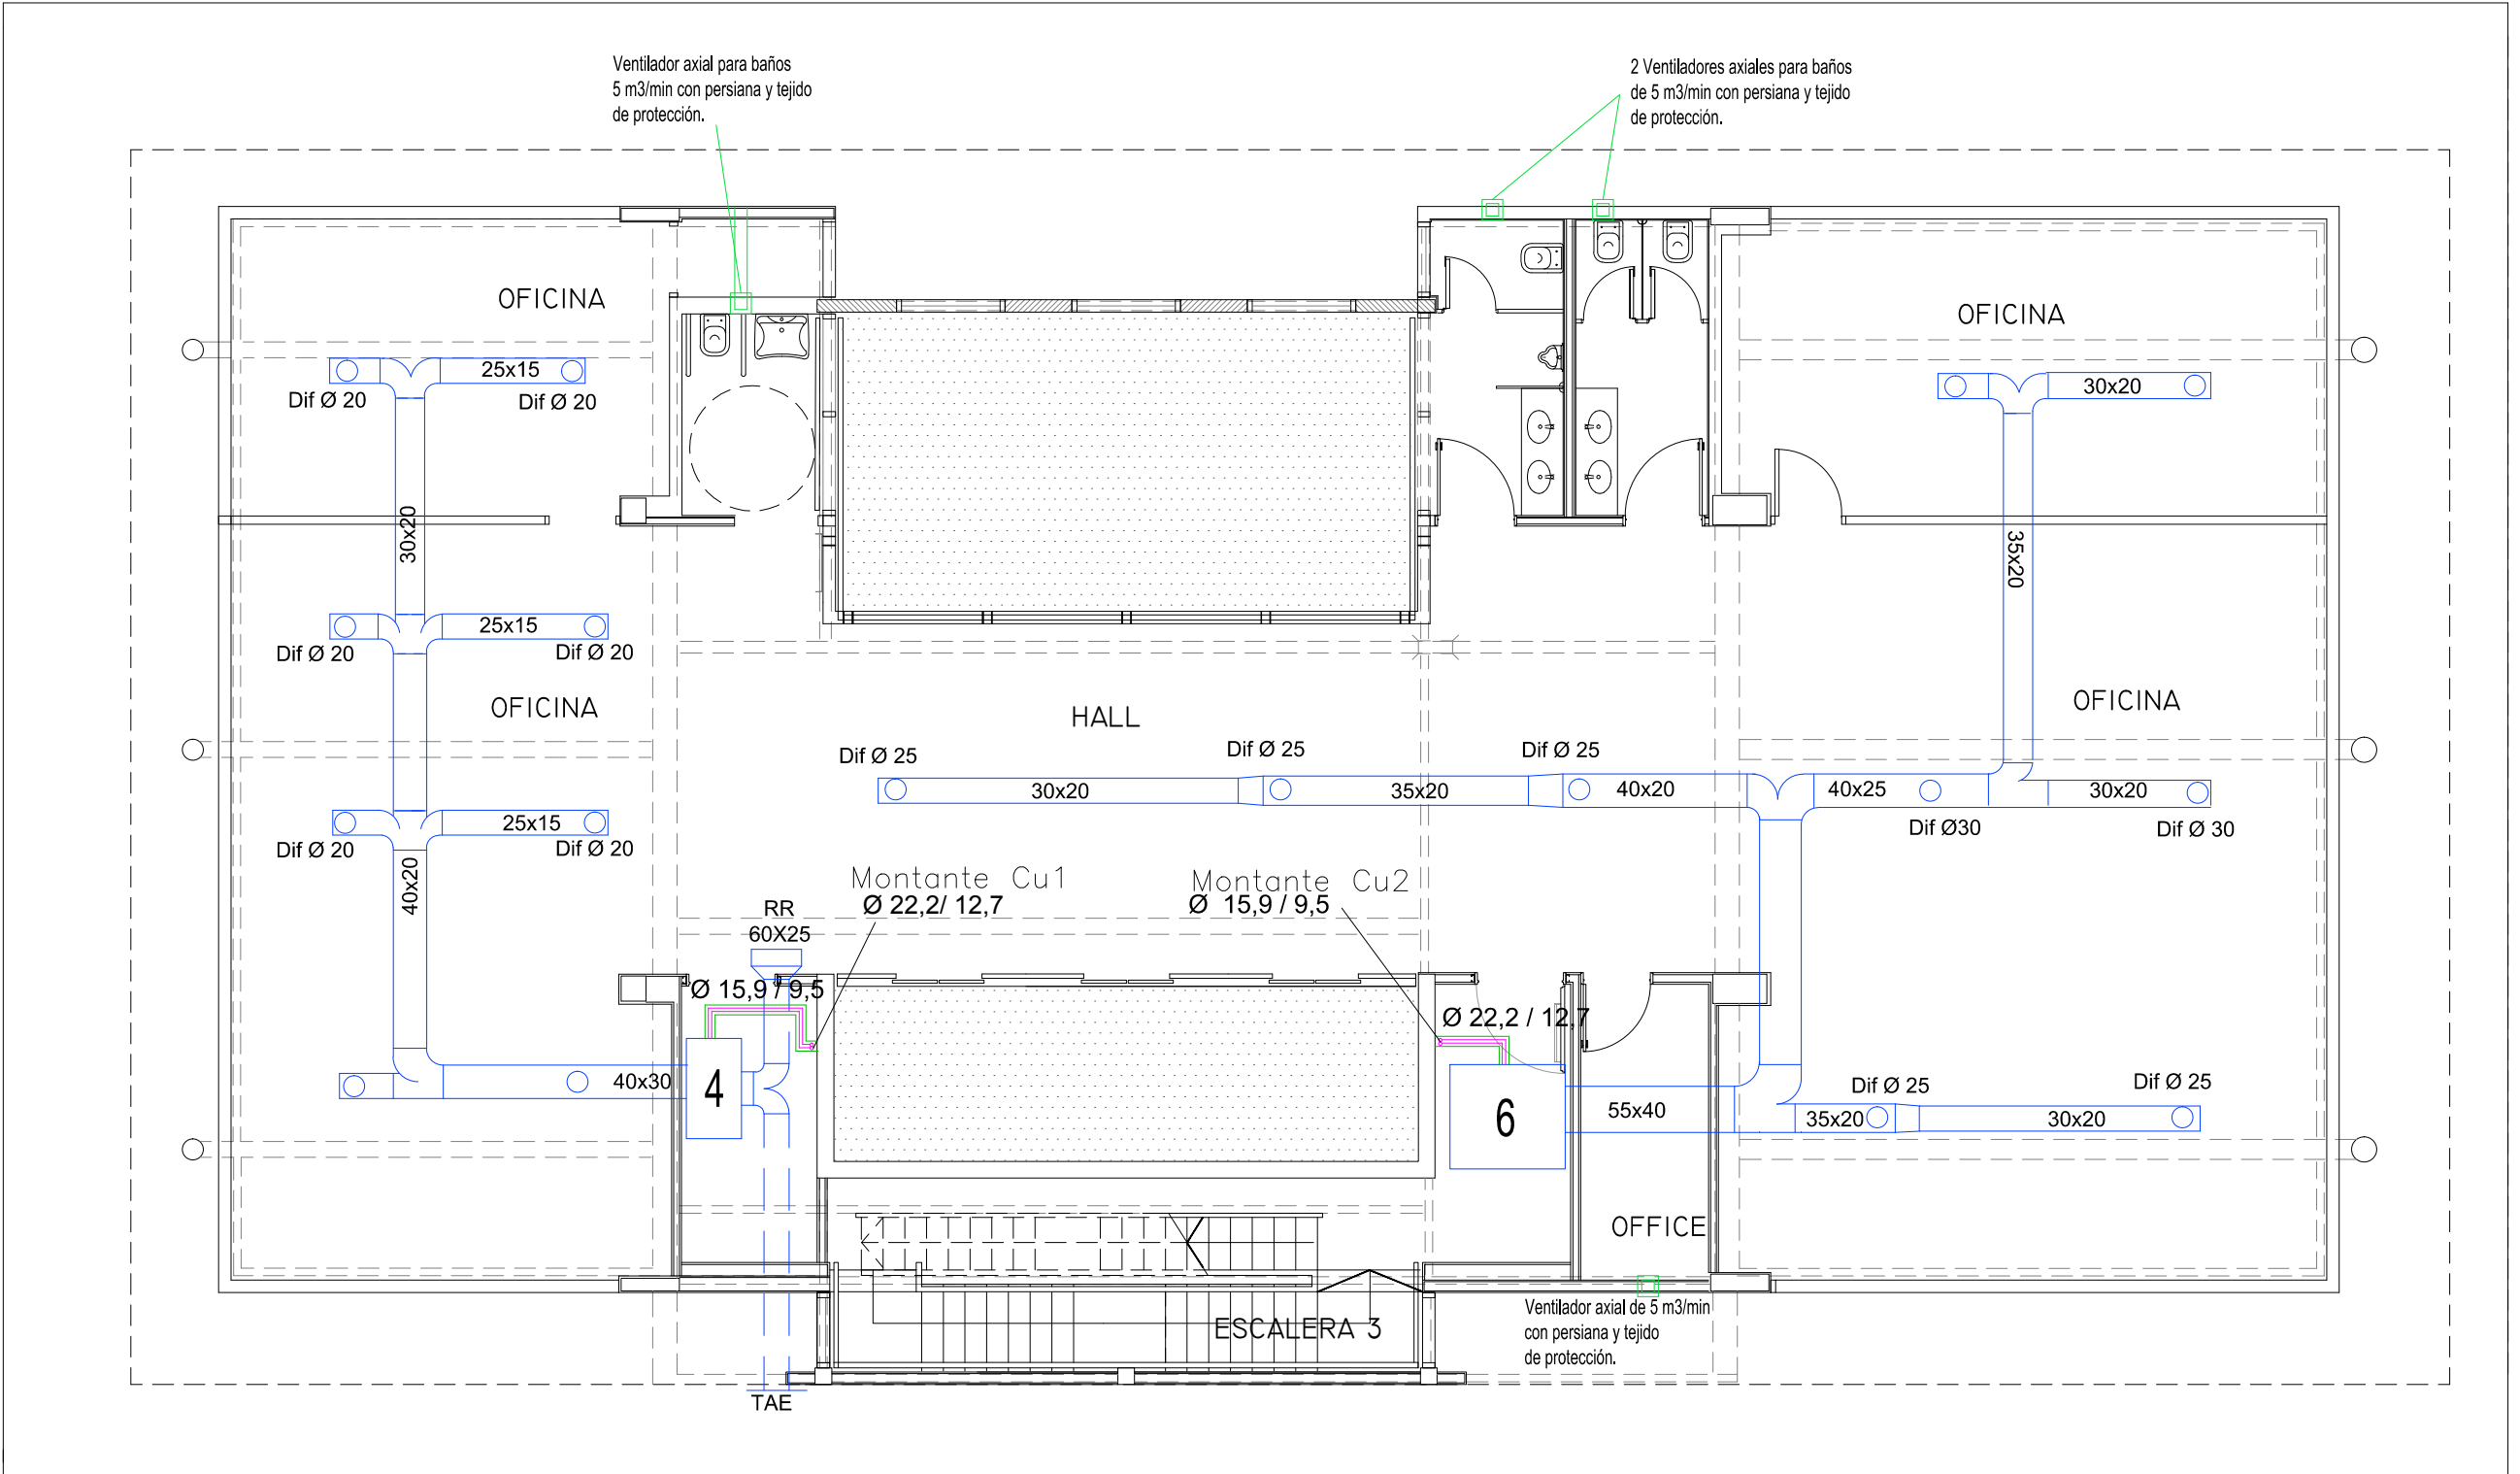 Ventilador axial para baños
5 m3/min con persiana y tejido
de protección.
2 Ventiladores axiales para baños
de 5 m3/min con persiana y tejido
de protección.
OFICINA
OFICINA
25x15
Dif Ø 20
Dif Ø 20
30x20
30x20
35x20
25x15
Dif Ø 20
Dif Ø 20
OFICINA
HALL
OFICINA
Dif Ø 25
Dif Ø 25
Dif Ø 25
30x20
35x20
40x20
40x25
30x20
Dif Ø30
Dif Ø 30
25x15
Dif Ø 20
Dif Ø 20
40x20
Montante Cu1
Ø 22,2/ 12,7
Montante Cu2
Ø 15,9 / 9,5
RR
60X25
Ø 15,9 / 9,5
Ø 22,2 / 12,7
40x30
4
6
55x40
Dif Ø 25
Dif Ø 25
35x20
30x20
OFFICE
ESCALERA 3
Ventilador axial de 5 m3/min
con persiana y tejido
de protección.
TAE